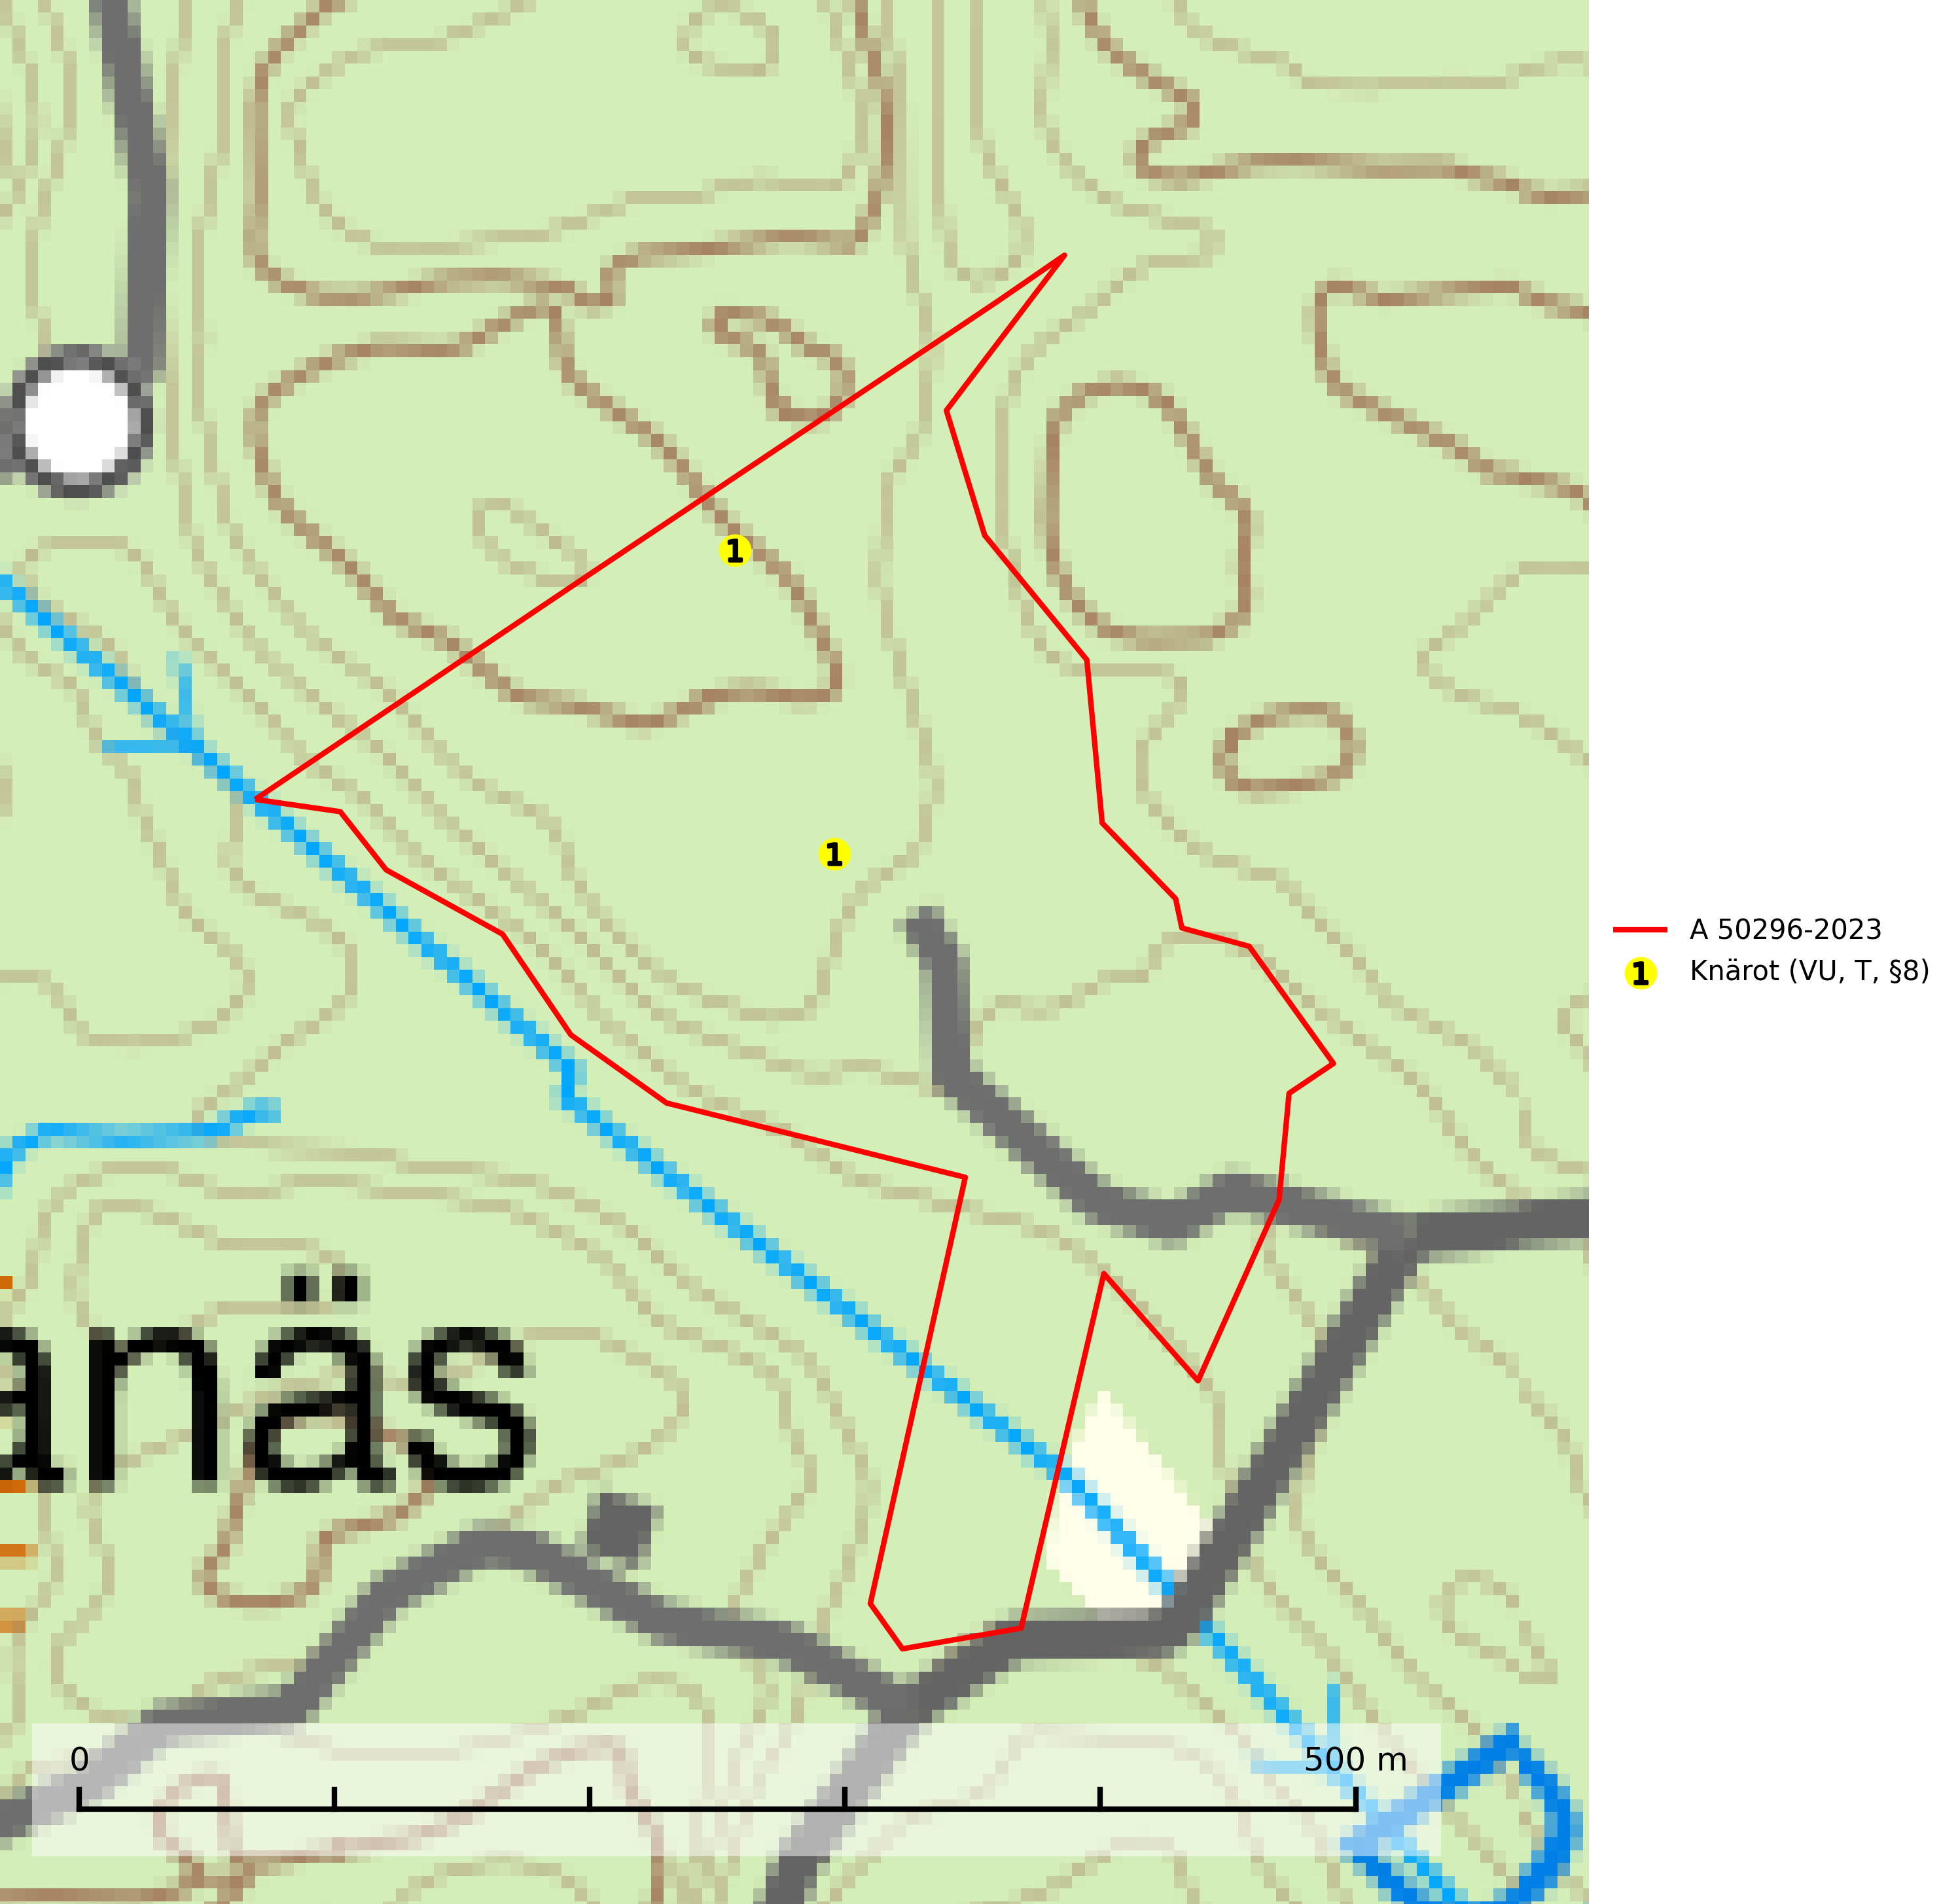 1
1
A 50296-2023
1 Knärot (VU, T, §8)
anäs
0 500 m